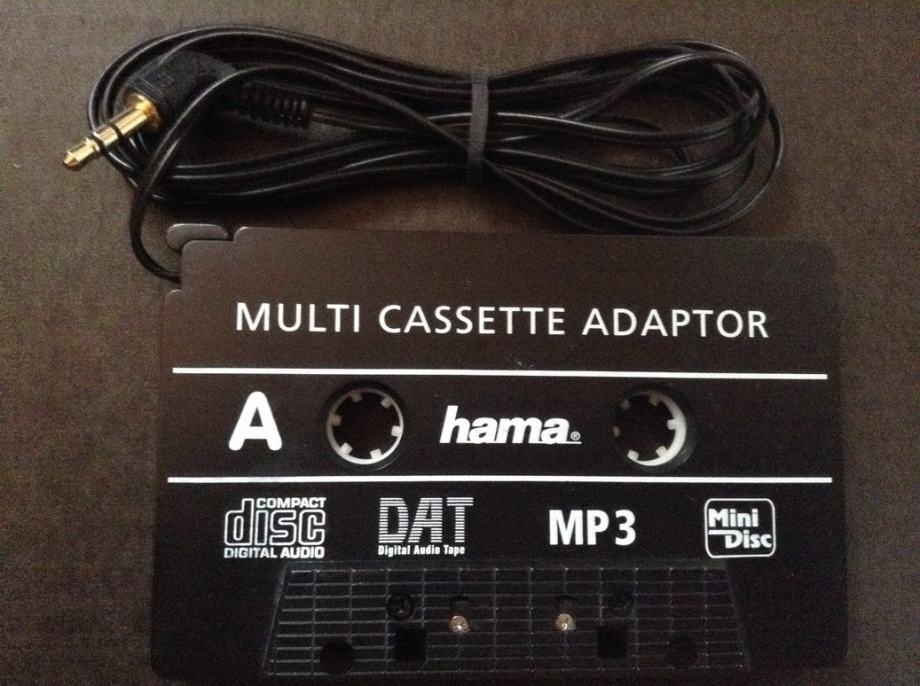 MULTI CASSETTE ADAPTOR
A hama®
COMPACT
disc
DIGITAL AUDIO
DAT
Digital Audio Tape
MP3
Mini
Disc